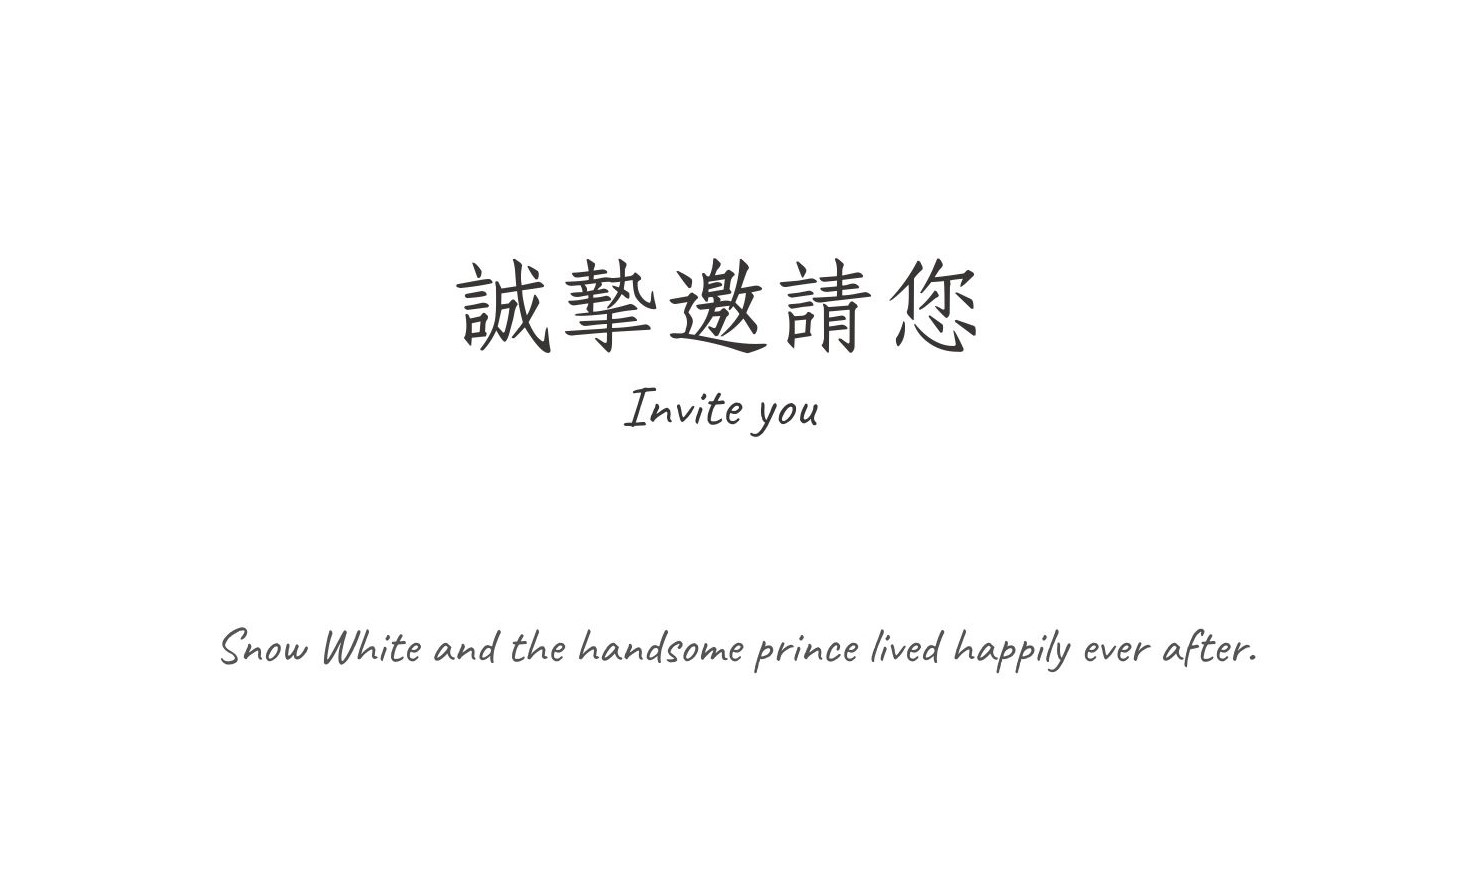 誠摯邀請您
Invite you
Snow White and the handsome prince lived happily ever after.